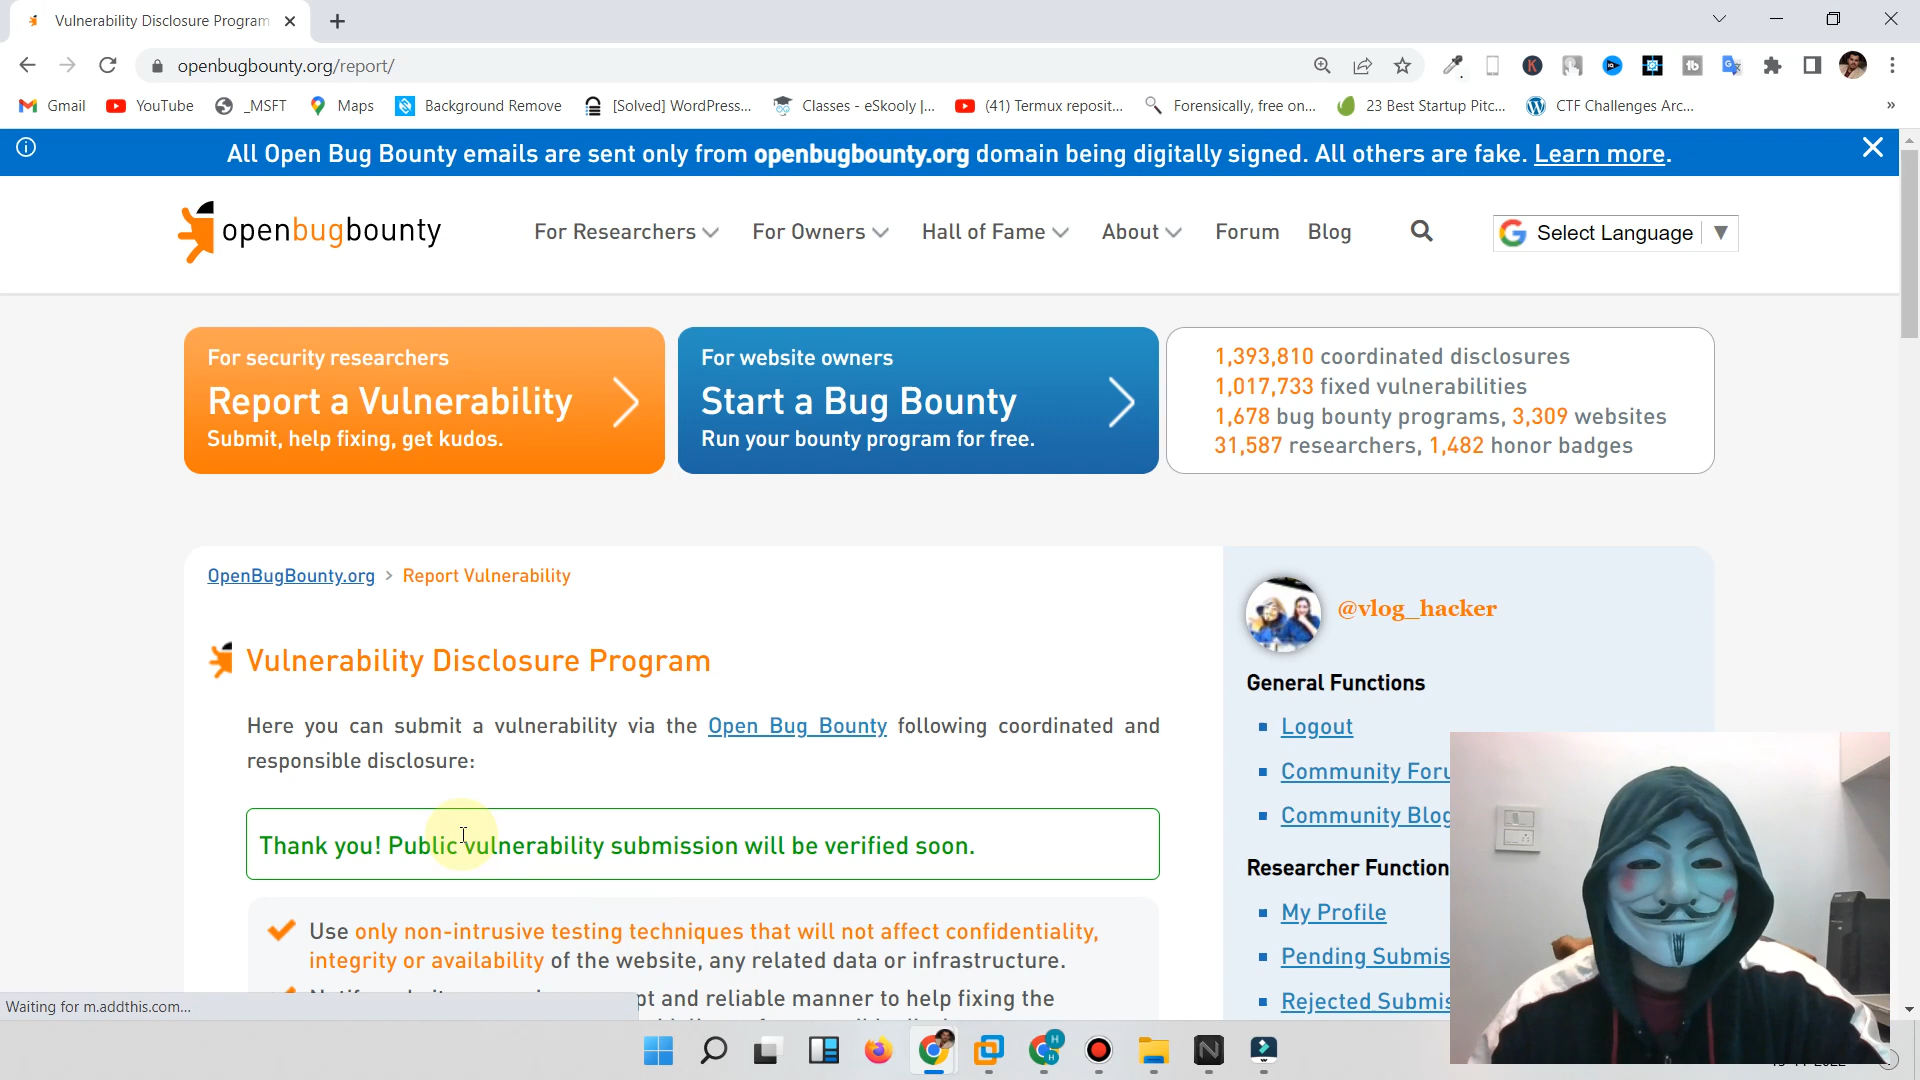 Vulnerability Disclosure Program
openbugbounty.org/report/
Gmail
YouTube
_MSFT
Maps
Background Remove
[Solved] WordPress...
Classes - eSkooly |...
(41) Termux reposit...
Forensically, free on...
23 Best Startup Pitc...
CTF Challenges Arc...
»
All Open Bug Bounty emails are sent only from openbugbounty.org domain being digitally signed. All others are fake. Learn more.
openbugbounty
For Researchers
For Owners
Hall of Fame
About
Forum
Blog
Select Language
For security researchers
Report a Vulnerability
Submit, help fixing, get kudos.
For website owners
Start a Bug Bounty
Run your bounty program for free.
1,393,810 coordinated disclosures
1,017,733 fixed vulnerabilities
1,678 bug bounty programs, 3,309 websites
31,587 researchers, 1,482 honor badges
OpenBugBounty.org > Report Vulnerability
Vulnerability Disclosure Program
Here you can submit a vulnerability via the Open Bug Bounty following coordinated and
responsible disclosure:
Thank you! Public vulnerability submission will be verified soon.
Use only non-intrusive testing techniques that will not affect confidentiality,
integrity or availability of the website, any related data or infrastructure.
and reliable manner to help fixing the
@vlog_hacker
General Functions
Logout
Community Foru
Community Blog
Researcher Function
My Profile
Pending Submis
Rejected Submis
Waiting for m.addthis.com...